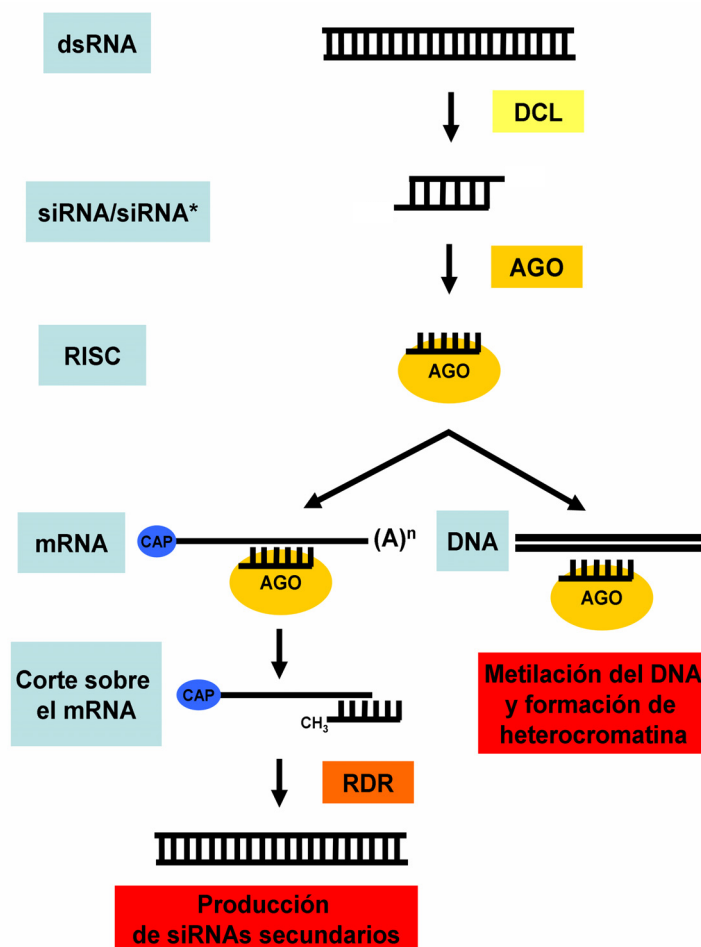 dsRNA
DCL
siRNA/siRNA*
AGO
RISC
AGO
mRNA
CAP
(A)ⁿ
AGO
DNA
AGO
Corte sobre
el mRNA
CAP
CH₃
Metilación del DNA
y formación de
heterocromatina
RDR
Producción
de siRNAs secundarios